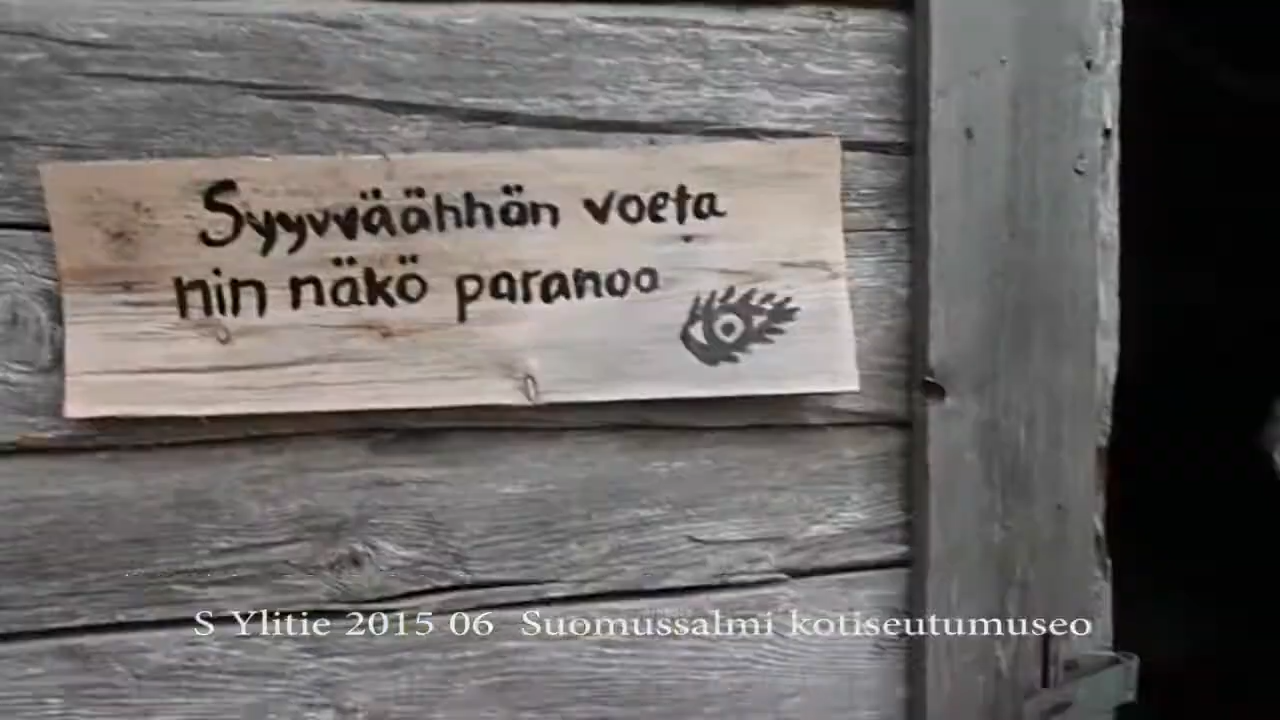 Syyvväähhän voeta
nin näkö paranoo
S Ylitie 2015 06 Suomussalmi kotiseutumuseo